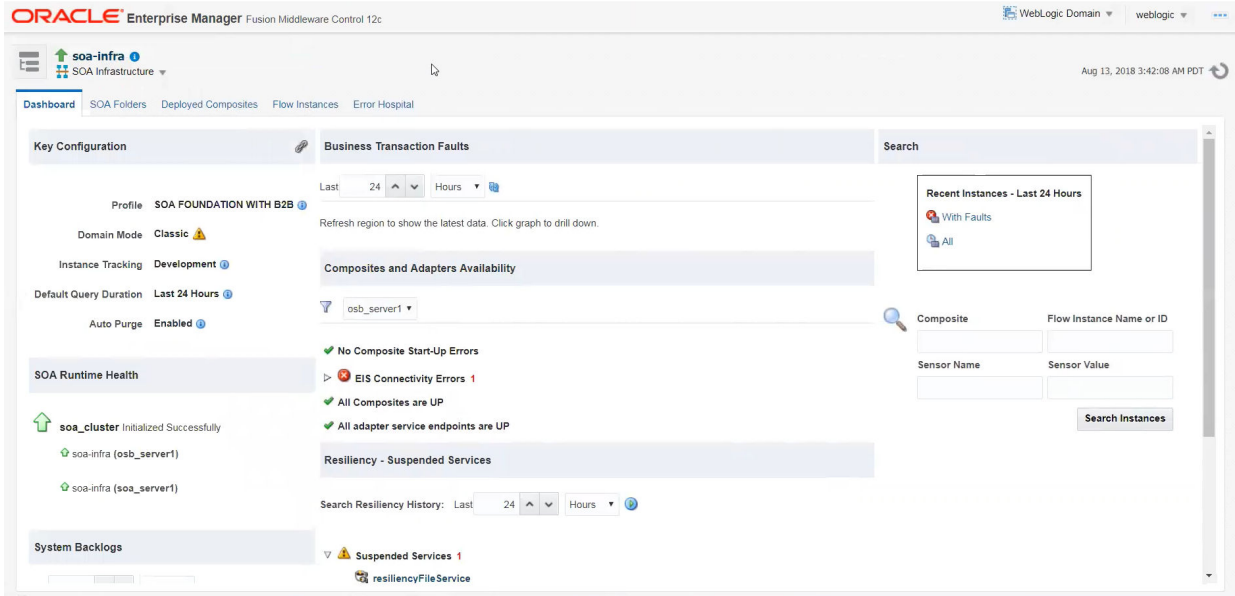 ORACLE Enterprise Manager Fusion Middleware Control 12c
WebLogic Domain
weblogic
soa-infra
SOA Infrastructure
Aug 13, 2018 3:42:08 AM PDT
Dashboard SOA Folders Deployed Composites Flow Instances Error Hospital
Key Configuration
Profile SOA FOUNDATION WITH B2B
Domain Mode Classic
Instance Tracking Development
Default Query Duration Last 24 Hours
Auto Purge Enabled
SOA Runtime Health
soa_cluster Initialized Successfully
soa-infra (osb_server1)
soa-infra (soa_server1)
System Backlogs
Business Transaction Faults
Last 24 Hours
Refresh region to show the latest data. Click graph to drill down.
Composites and Adapters Availability
osb_server1
No Composite Start-Up Errors
EIS Connectivity Errors 1
All Composites are UP
All adapter service endpoints are UP
Resiliency - Suspended Services
Search Resiliency History: Last 24 Hours
Suspended Services 1
resiliencyFileService
Search
Recent Instances - Last 24 Hours
With Faults
All
Composite Flow Instance Name or ID
Sensor Name Sensor Value
Search Instances